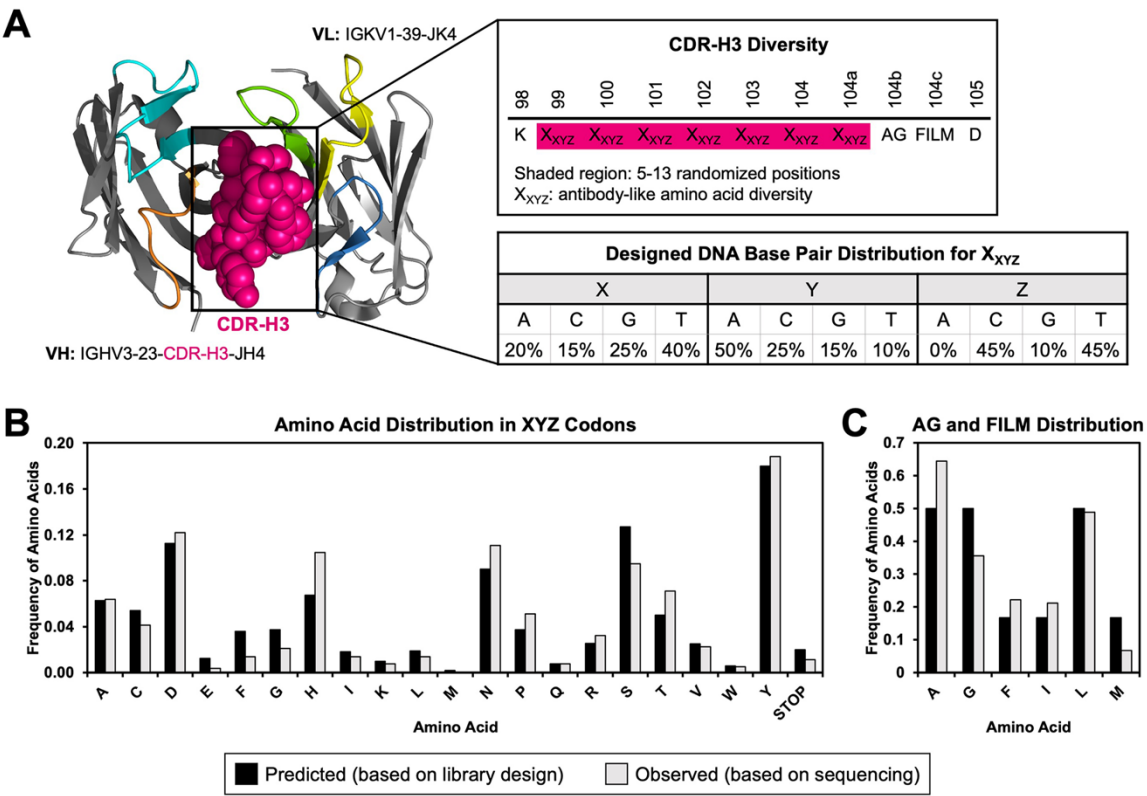 A
VL: IGKV1-39-JK4
CDR-H3
VH: IGHV3-23-CDR-H3-JH4
CDR-H3 Diversity
98 99 100 101 102 103 104 104a 104b 104c 105
K XXYZ XXYZ XXYZ XXYZ XXYZ XXYZ XXYZ AG FILM D
Shaded region: 5-13 randomized positions
XXYZ: antibody-like amino acid diversity
Designed DNA Base Pair Distribution for XXYZ
X Y Z
A C G T A C G T A C G T
20% 15% 25% 40% 50% 25% 15% 10% 0% 45% 10% 45%
B
Amino Acid Distribution in XYZ Codons
Frequency of Amino Acids
0.20
0.16
0.12
0.08
0.04
0.00
A C D E F G H I K L M N P Q R S T V W Y STOP
Amino Acid
C
AG and FILM Distribution
Frequency of Amino Acids
0.7
0.6
0.5
0.4
0.3
0.2
0.1
0
A G F I L M
Amino Acid
Predicted (based on library design) Observed (based on sequencing)